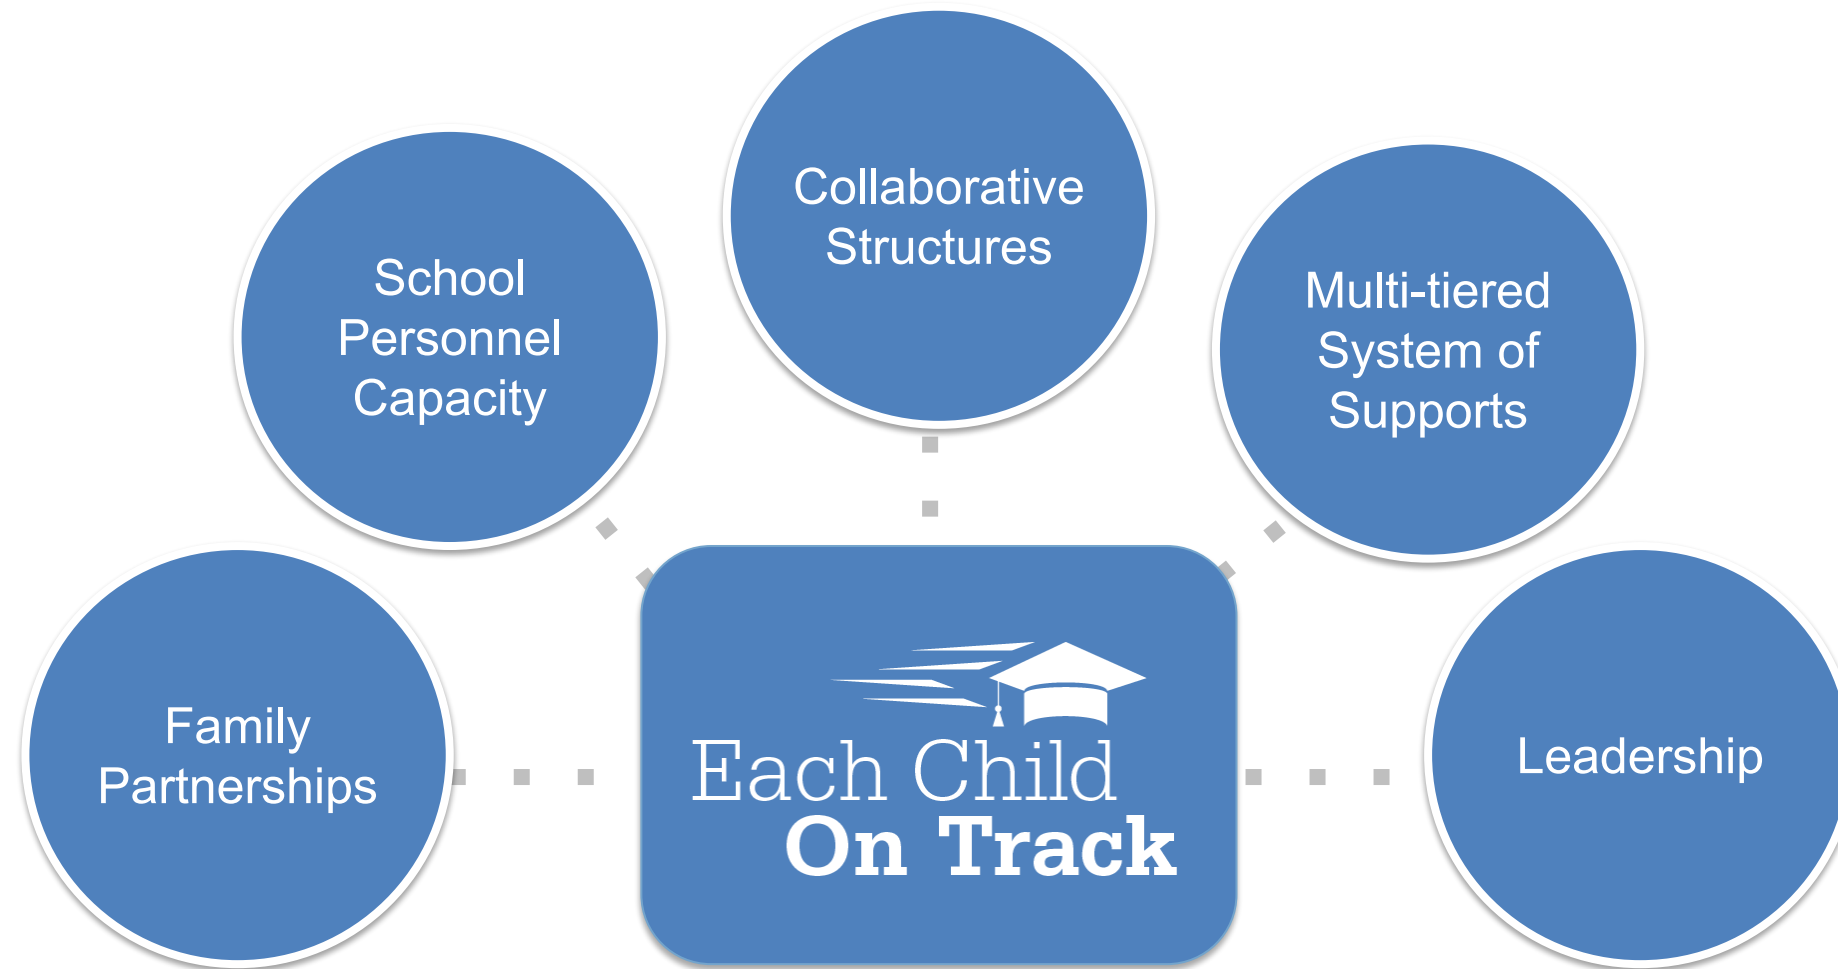 Collaborative
Structures
School
Personnel
Capacity
Multi-tiered
System of
Supports
Family
Partnerships
Leadership
Each Child
On Track